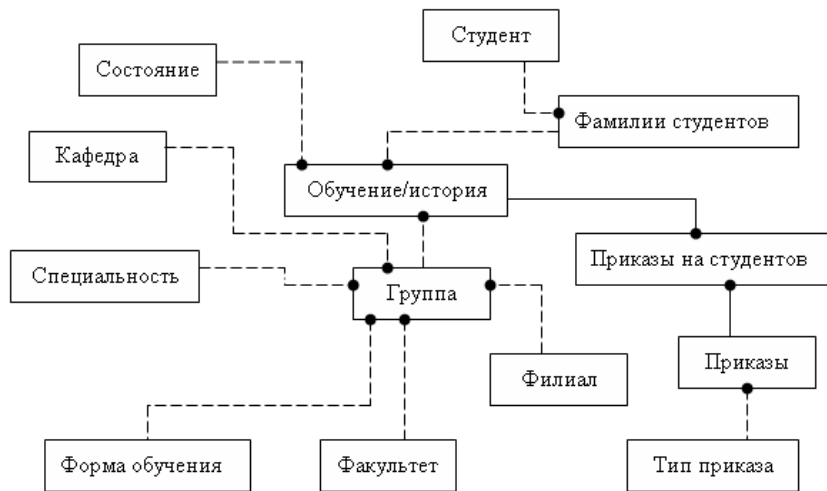 Студент
Состояние
Фамилии студентов
Кафедра
Обучение/история
Приказы на студентов
Специальность
Группа
Приказы
Филиал
Форма обучения
Факультет
Тип приказа